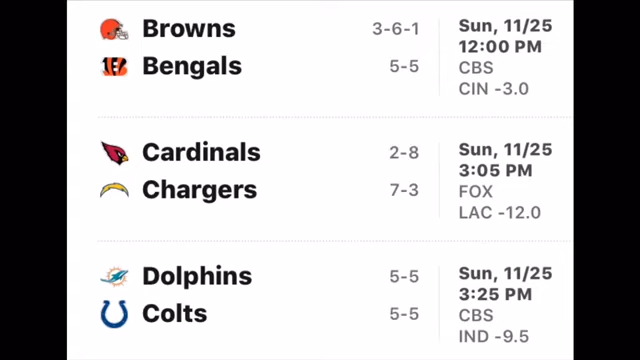 Browns 3-6-1 Sun, 11/25
12:00 PM
Bengals 5-5 CBS
CIN -3.0
Cardinals 2-8 Sun, 11/25
3:05 PM
Chargers 7-3 FOX
LAC -12.0
Dolphins 5-5 Sun, 11/25
3:25 PM
Colts 5-5 CBS
IND -9.5